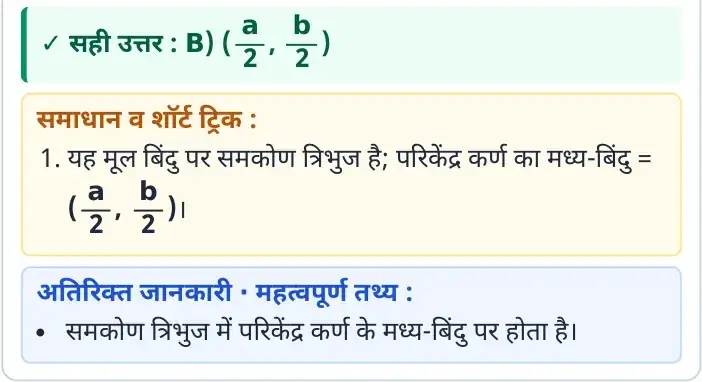 ✓ सही उत्तर : B) (a/2, b/2)
समाधान व शॉर्ट ट्रिक :
1. यह मूल बिंदु पर समकोण त्रिभुज है; परिकेंद्र कर्ण का मध्य-बिंदु =
(a/2, b/2)।
अतिरिक्त जानकारी · महत्वपूर्ण तथ्य :
• समकोण त्रिभुज में परिकेंद्र कर्ण के मध्य-बिंदु पर होता है।